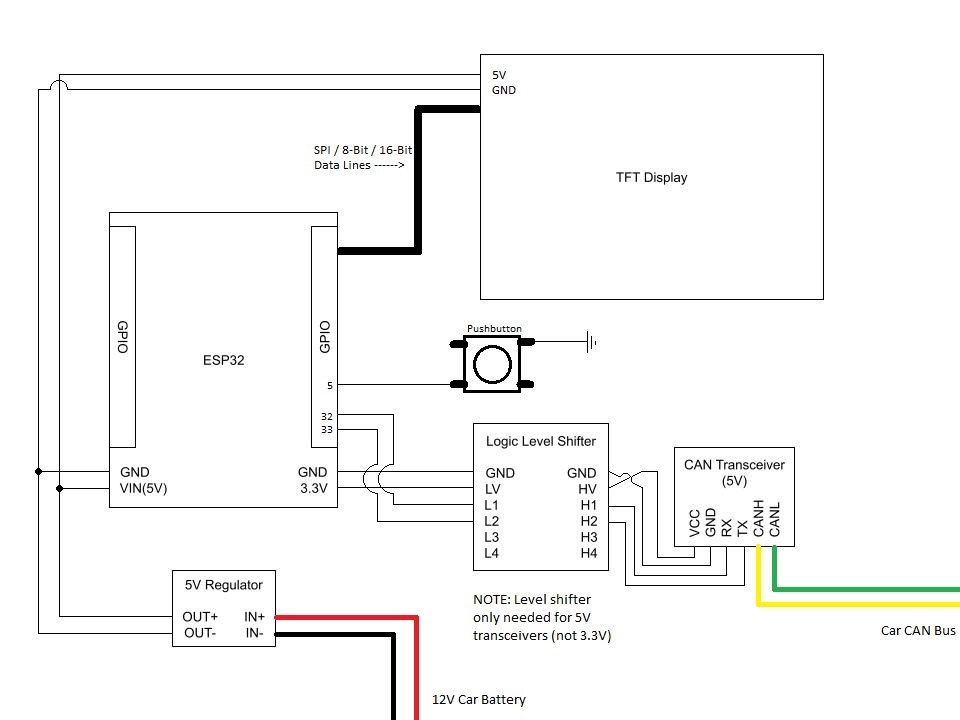 5V
GND
SPI / 8-Bit / 16-Bit
Data Lines ------>
TFT Display
Pushbutton
GPIO
GPIO
ESP32
5
32
33
Logic Level Shifter
CAN Transceiver
(5V)
GND
VIN(5V)
GND
3.3V
GND
LV
L1
L2
L3
L4
GND
HV
H1
H2
H3
H4
VCC
GND
RX
TX
CANH
CANL
5V Regulator
OUT+
OUT-
IN+
IN-
NOTE: Level shifter
only needed for 5V
transceivers (not 3.3V)
Car CAN Bus
12V Car Battery